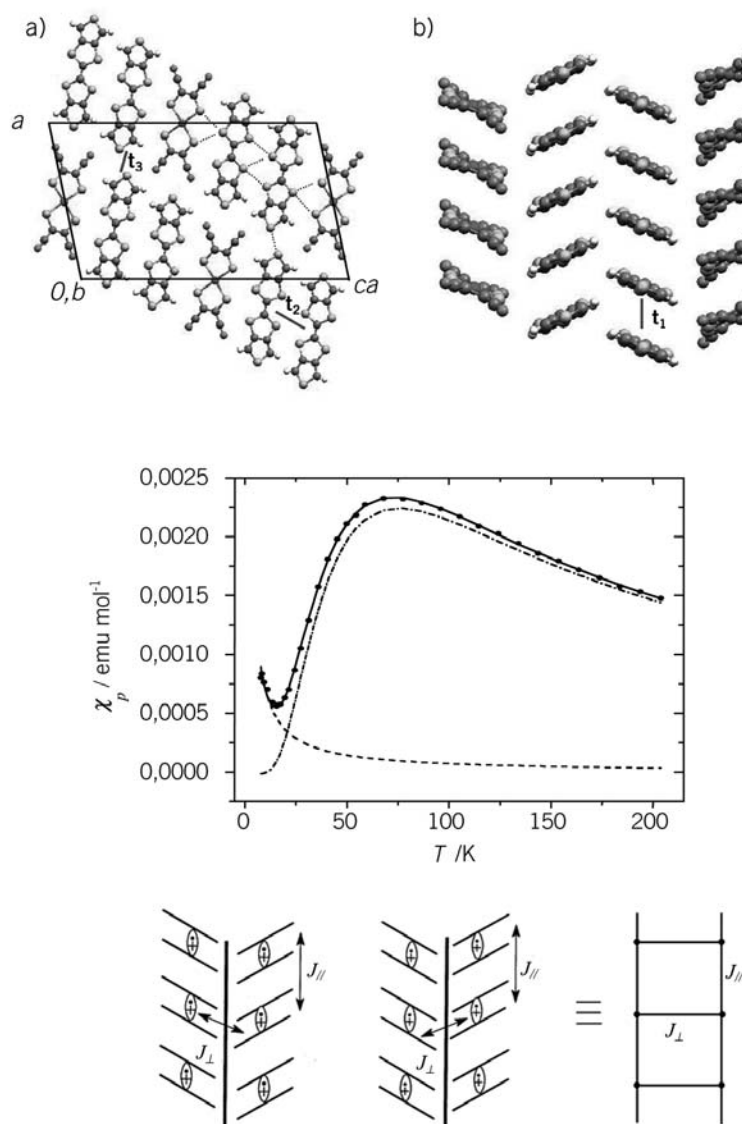 a)
b)
a
t₃
0,b
ca
t₂
t₁
0,0025
0,0020
0,0015
0,0010
0,0005
0,0000
χp / emu mol⁻¹
0 50 100 150 200
T /K
J//
J⊥
J//
J⊥
≡
J//
J⊥